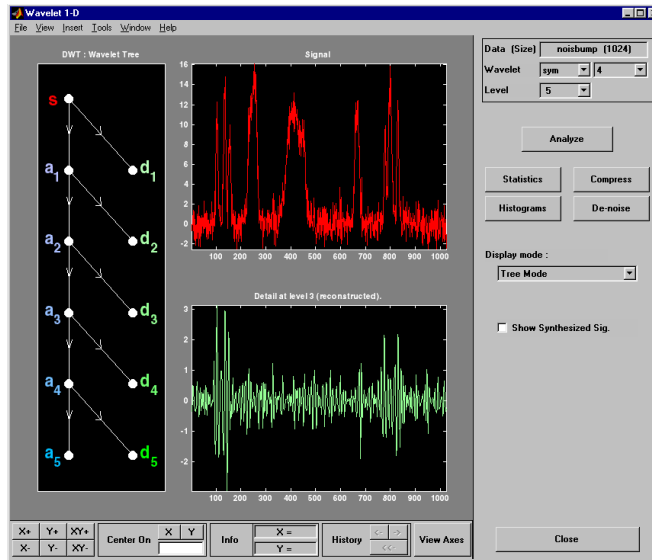 Wavelet 1-D
File View Insert Tools Window Help
DWT : Wavelet Tree
s
a1 d1
a2 d2
a3 d3
a4 d4
a5 d5
Signal
16
14
12
10
8
6
4
2
0
-2
100 200 300 400 500 600 700 800 900 1000
Detail at level 3 (reconstructed).
3
2
1
0
-1
-2
100 200 300 400 500 600 700 800 900 1000
Data (Size) noisbump (1024)
Wavelet sym 4
Level 5
Analyze
Statistics Compress
Histograms De-noise
Display mode :
Tree Mode
Show Synthesized Sig.
X+ Y+ XY+
X- Y- XY-
Center On X Y
Info X =
Y =
History <- ->
<<-
View Axes
Close